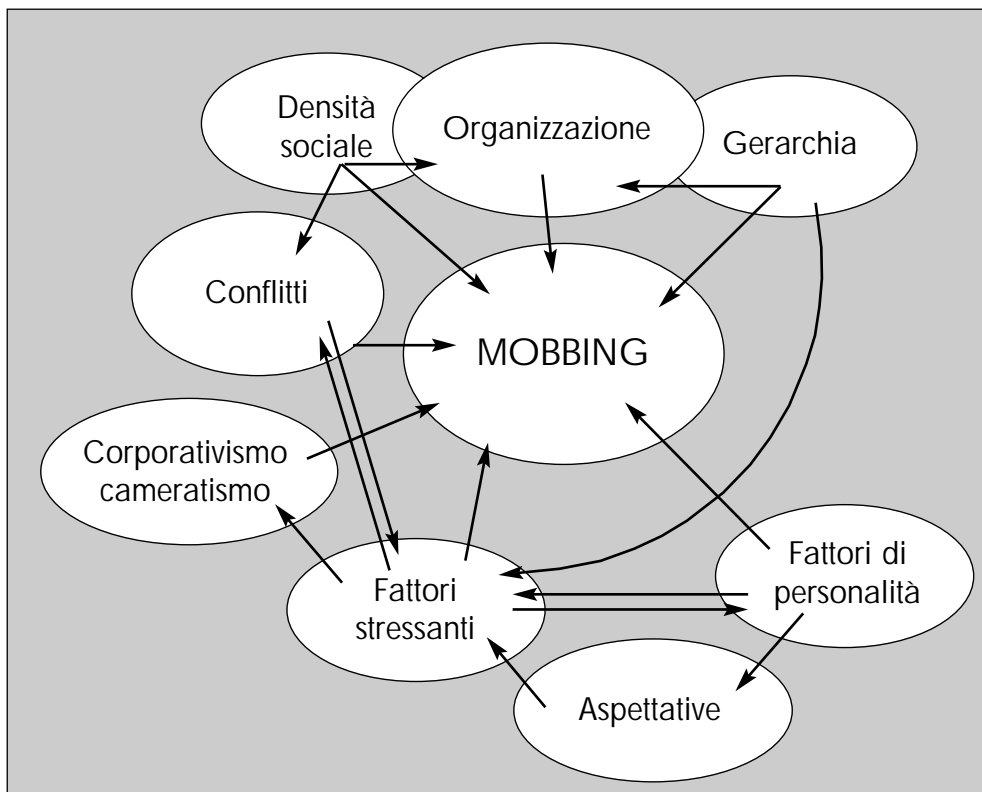 Densità
sociale
Organizzazione
Gerarchia
Conflitti
MOBBING
Corporativismo
cameratismo
Fattori
stressanti
Fattori di
personalità
Aspettative